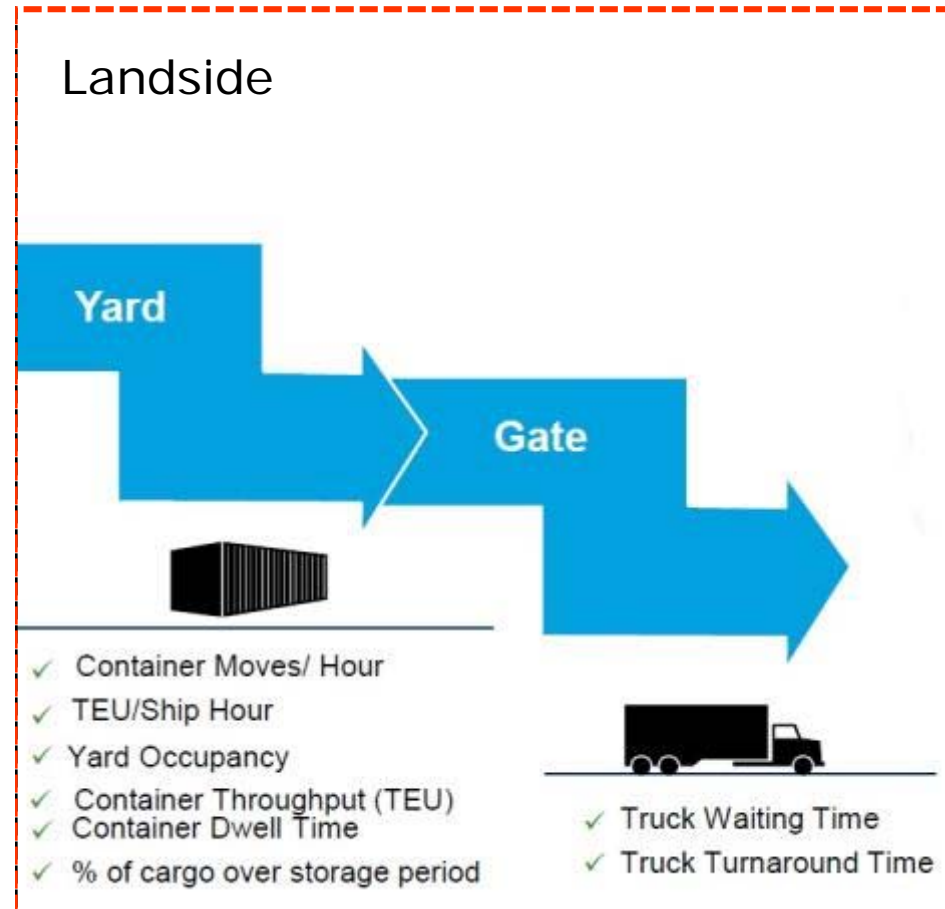 Landside
Yard
Gate
Container Moves/ Hour
TEU/Ship Hour
Yard Occupancy
Container Throughput (TEU)
Container Dwell Time
% of cargo over storage period
Truck Waiting Time
Truck Turnaround Time